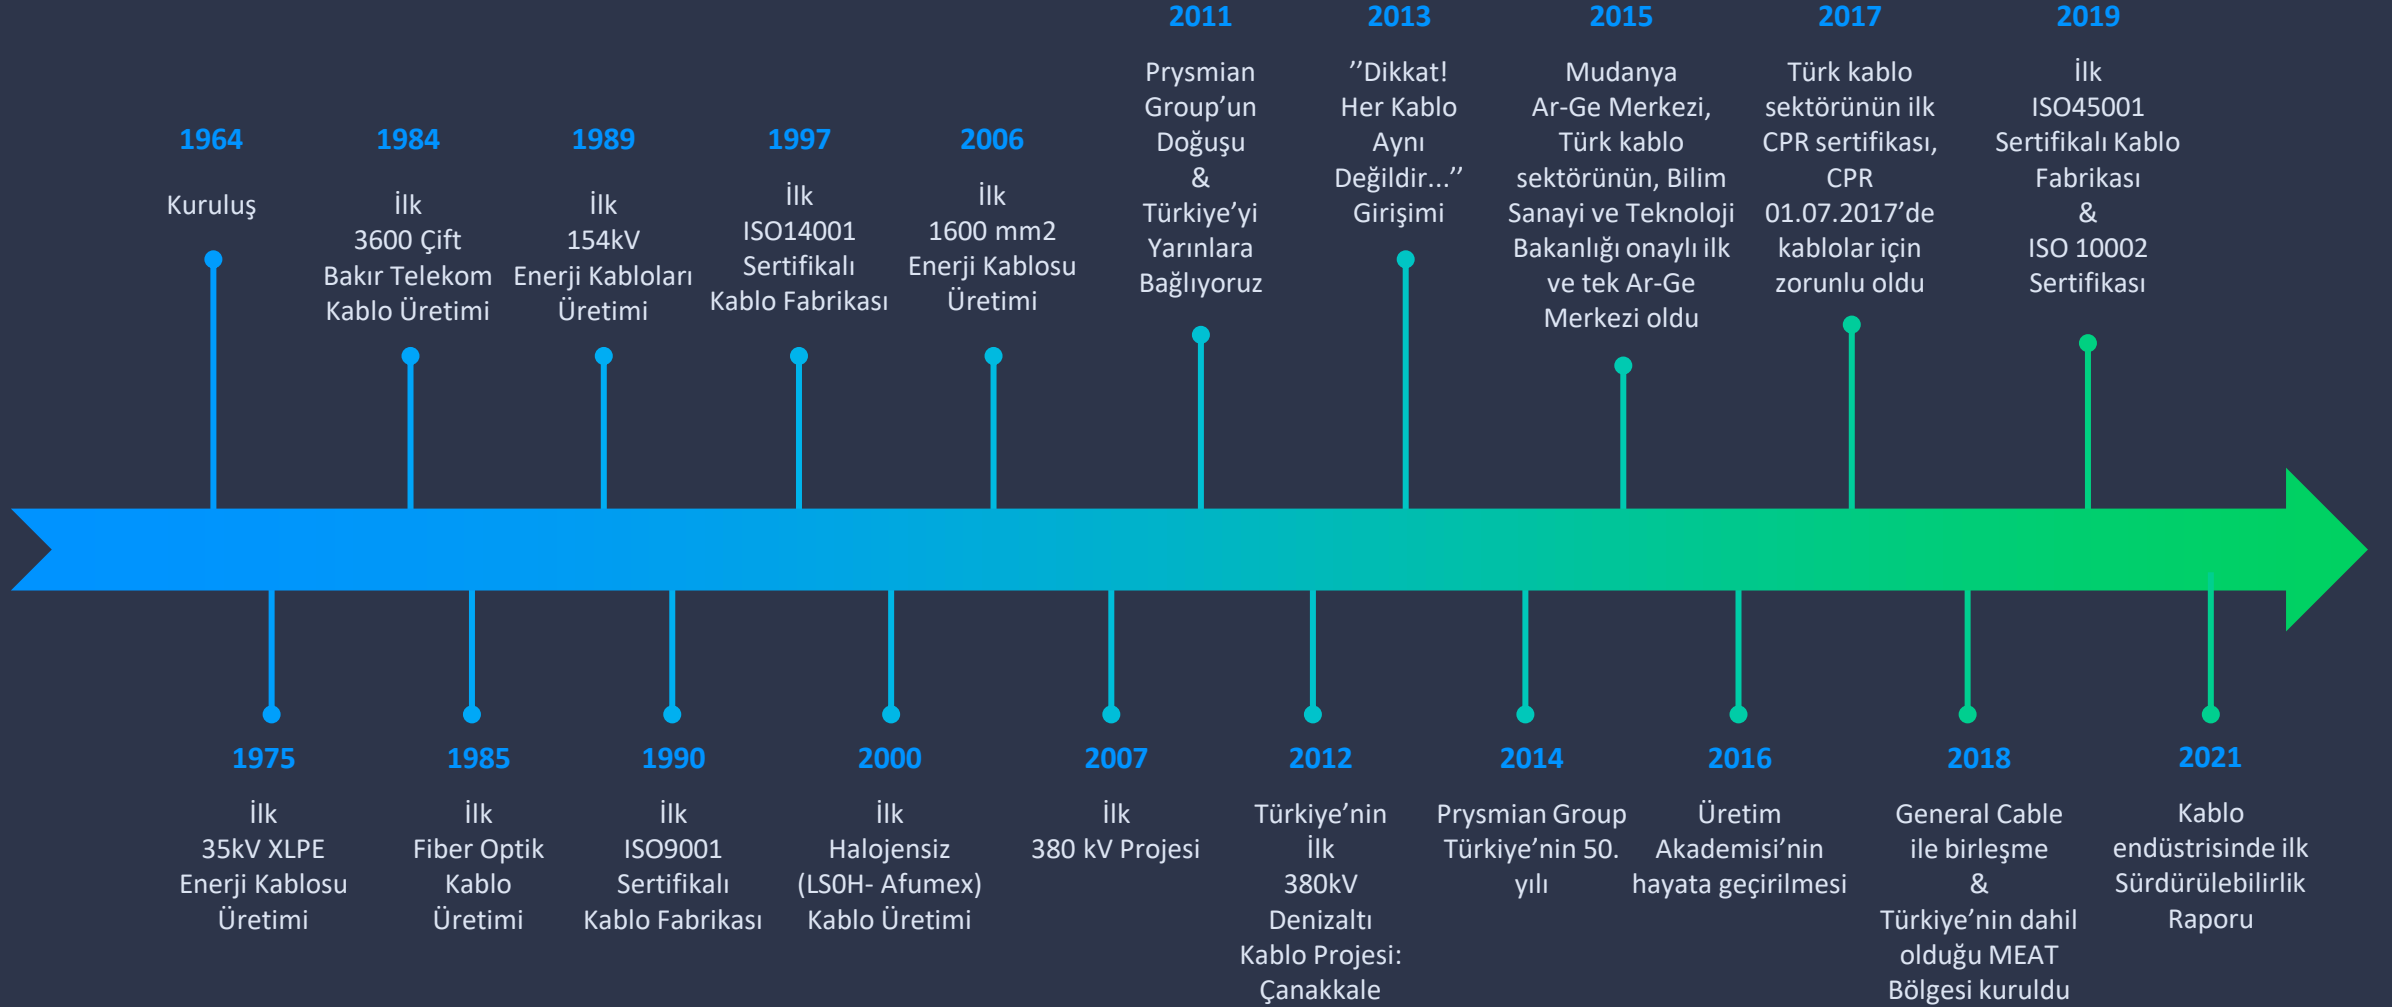 2011
Prysmian
Group’un
Doğuşu
&
Türkiye’yi
Yarınlara
Bağlıyoruz
2013
’’Dikkat!
Her Kablo
Aynı
Değildir...’’
Girişimi
2015
Mudanya
Ar-Ge Merkezi,
Türk kablo
sektörünün, Bilim
Sanayi ve Teknoloji
Bakanlığı onaylı ilk
ve tek Ar-Ge
Merkezi oldu
2017
Türk kablo
sektörünün ilk
CPR sertifikası,
CPR
01.07.2017’de
kablolar için
zorunlu oldu
2019
İlk
ISO45001
Sertifikalı Kablo
Fabrikası
&
ISO 10002
Sertifikası
1964
Kuruluş
1984
İlk
3600 Çift
Bakır Telekom
Kablo Üretimi
1989
İlk
154kV
Enerji Kabloları
Üretimi
1997
İlk
ISO14001
Sertifikalı
Kablo Fabrikası
2006
İlk
1600 mm2
Enerji Kablosu
Üretimi
1975
İlk
35kV XLPE
Enerji Kablosu
Üretimi
1985
İlk
Fiber Optik
Kablo
Üretimi
1990
İlk
ISO9001
Sertifikalı
Kablo Fabrikası
2000
İlk
Halojensiz
(LS0H- Afumex)
Kablo Üretimi
2007
İlk
380 kV Projesi
2012
Türkiye’nin
İlk
380kV
Denizaltı
Kablo Projesi:
Çanakkale
2014
Prysmian Group
Türkiye’nin 50.
yılı
2016
Üretim
Akademisi’nin
hayata geçirilmesi
2018
General Cable
ile birleşme
&
Türkiye’nin dahil
olduğu MEAT
Bölgesi kuruldu
2021
Kablo
endüstrisinde ilk
Sürdürülebilirlik
Raporu